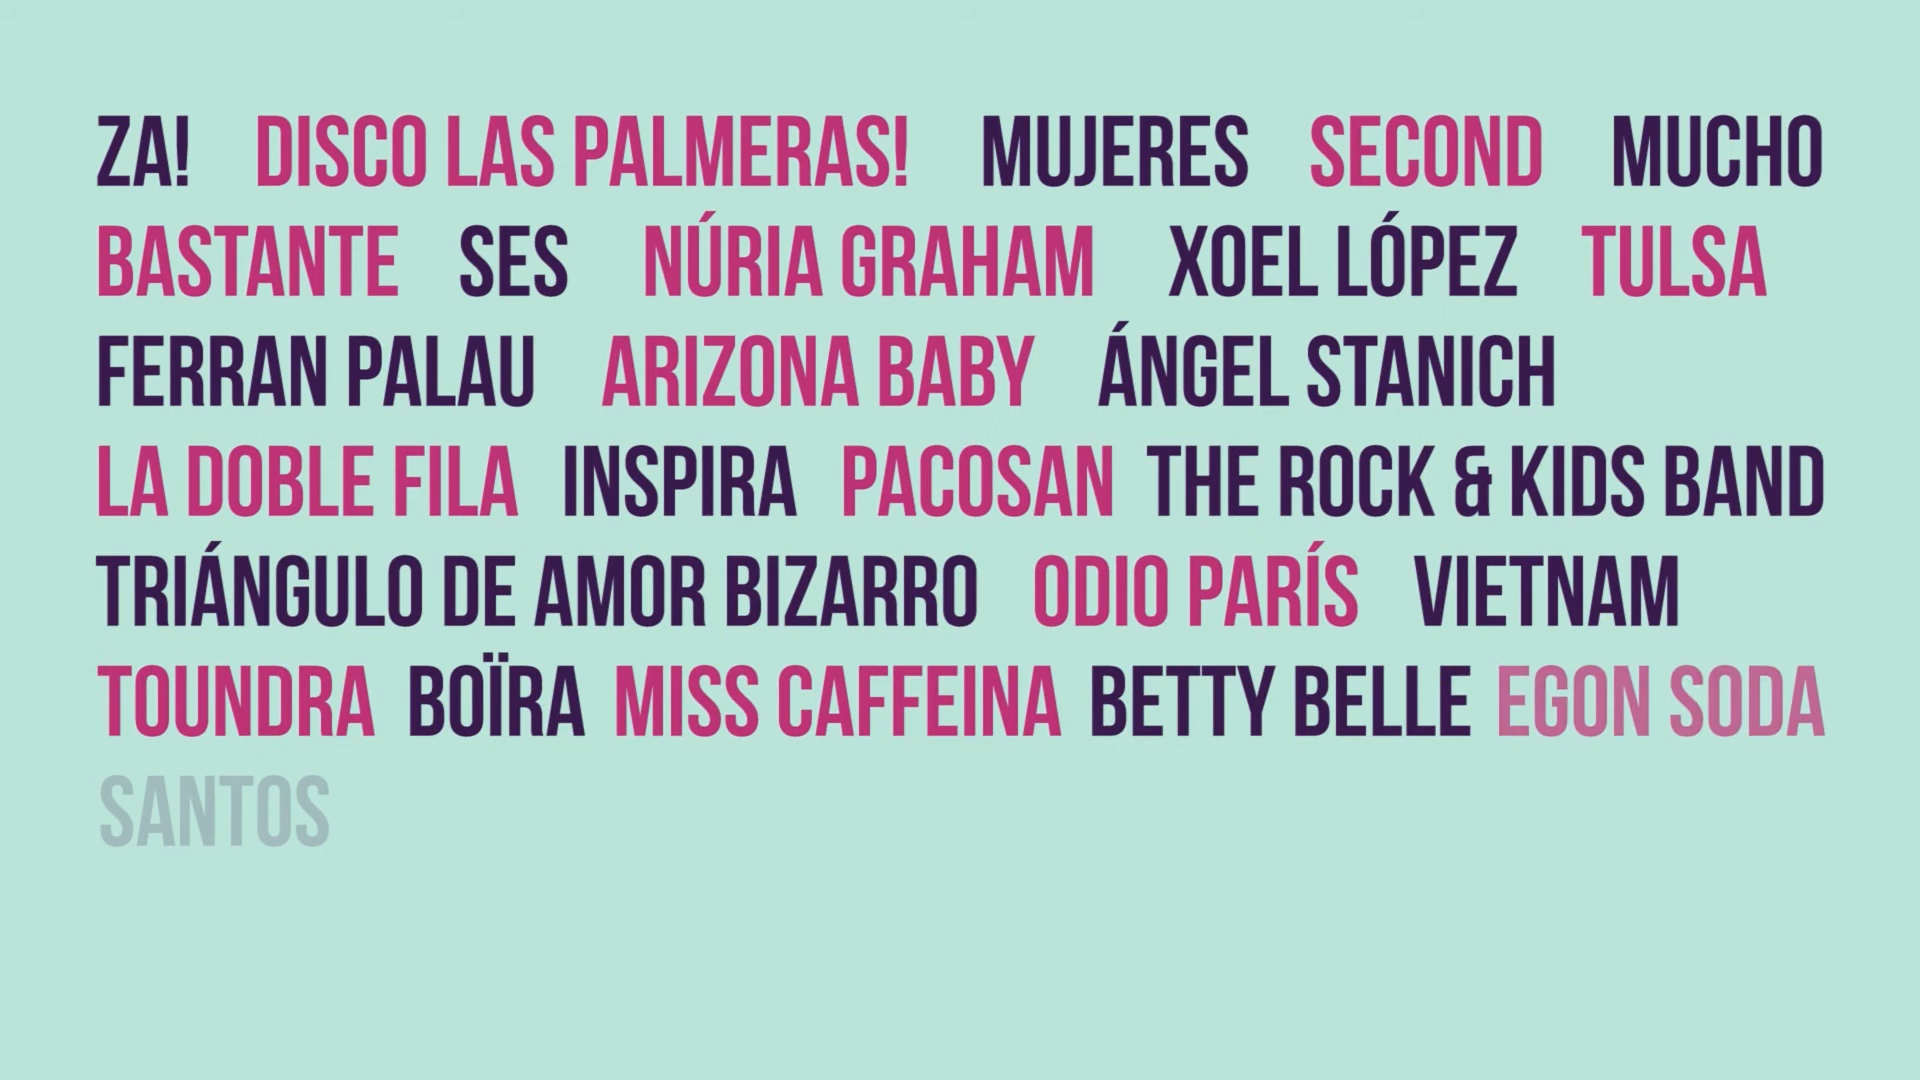 ZA! DISCO LAS PALMERAS! MUJERES SECOND MUCHO
BASTANTE SES NÚRIA GRAHAM XOEL LÓPEZ TULSA
FERRAN PALAU ARIZONA BABY ÁNGEL STANICH
LA DOBLE FILA INSPIRA PACOSAN THE ROCK & KIDS BAND
TRIÁNGULO DE AMOR BIZARRO ODIO PARÍS VIETNAM
TOUNDRA BOÏRA MISS CAFFEINA BETTY BELLE EGON SODA
SANTOS